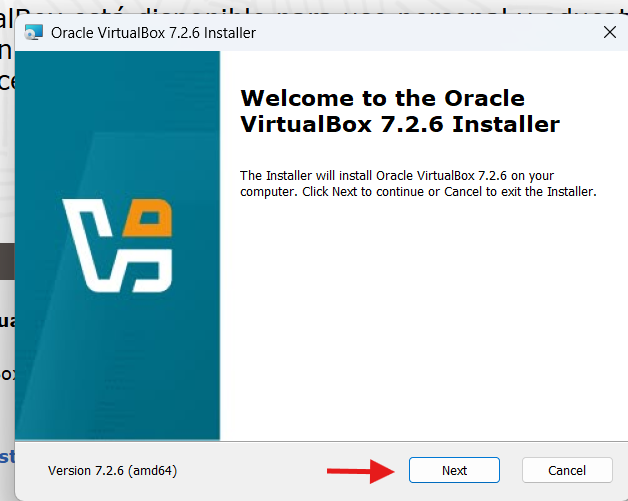 Oracle VirtualBox 7.2.6 Installer
Welcome to the Oracle
VirtualBox 7.2.6 Installer
The Installer will install Oracle VirtualBox 7.2.6 on your
computer. Click Next to continue or Cancel to exit the Installer.
Version 7.2.6 (amd64)
Next
Cancel